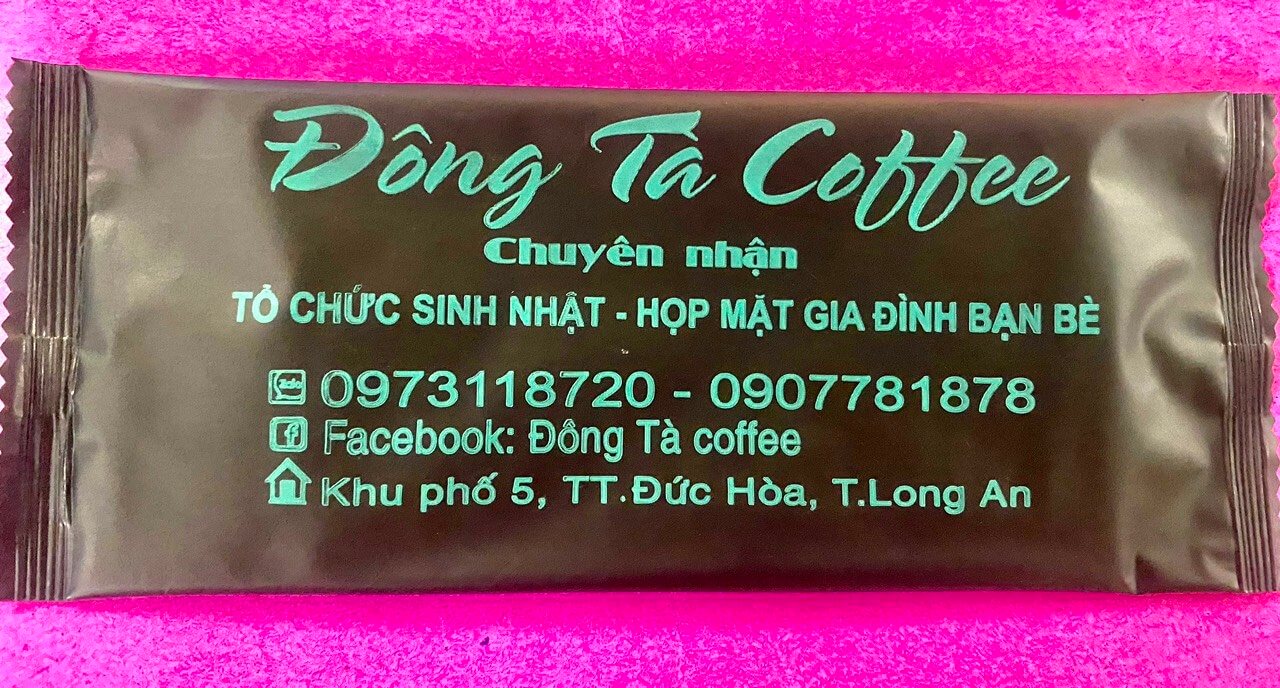 Đông Tà Coffee
Chuyên nhận
TỔ CHỨC SINH NHẬT - HỌP MẶT GIA ĐÌNH BẠN BÈ
Zalo 0973118720 - 0907781878
f Facebook: Đông Tà coffee
Khu phố 5, TT.Đức Hòa, T.Long An